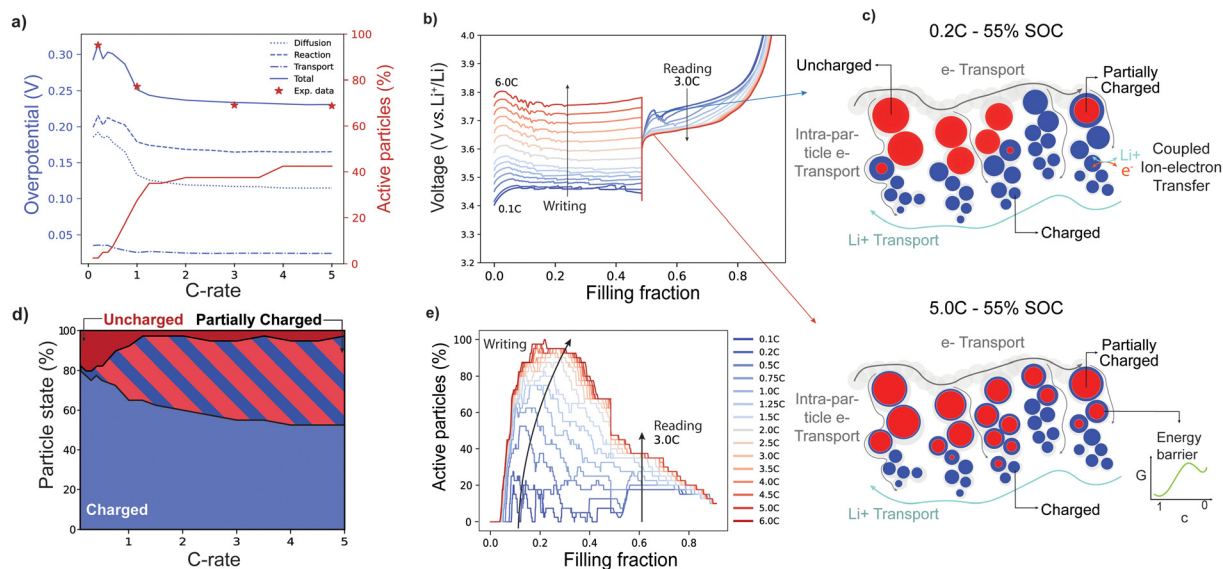 a)
Overpotential (V)
0.30
0.25
0.20
0.15
0.10
0.05
Diffusion
Reaction
Transport
Total
Exp. data
100
80
60
40
20
0
Active particles (%)
0 1 2 3 4 5
C-rate
b)
Voltage (V vs. Li+/Li)
4.0
3.8
3.6
3.4
3.2
6.0C
0.1C
Writing
Reading
3.0C
0.0 0.2 0.4 0.6 0.8
Filling fraction
c)
0.2C - 55% SOC
Uncharged
e- Transport
Partially
Charged
Intra-par-
ticle e-
Transport
Li+
e-
Coupled
Ion-electron
Transfer
Li+ Transport
Charged
5.0C - 55% SOC
e- Transport
Partially
Charged
Intra-par-
ticle e-
Transport
Energy
barrier
G
1 0
c
Li+ Transport
Charged
d)
Particle state (%)
100
80
60
40
20
0
Uncharged
Partially Charged
Charged
1 2 3 4 5
C-rate
e)
Active particles (%)
100
80
60
40
20
0
Writing
Reading
3.0C
0.0 0.2 0.4 0.6 0.8
Filling fraction
0.1C
0.2C
0.5C
0.75C
1.0C
1.25C
1.5C
2.0C
2.5C
3.0C
3.5C
4.0C
4.5C
5.0C
6.0C